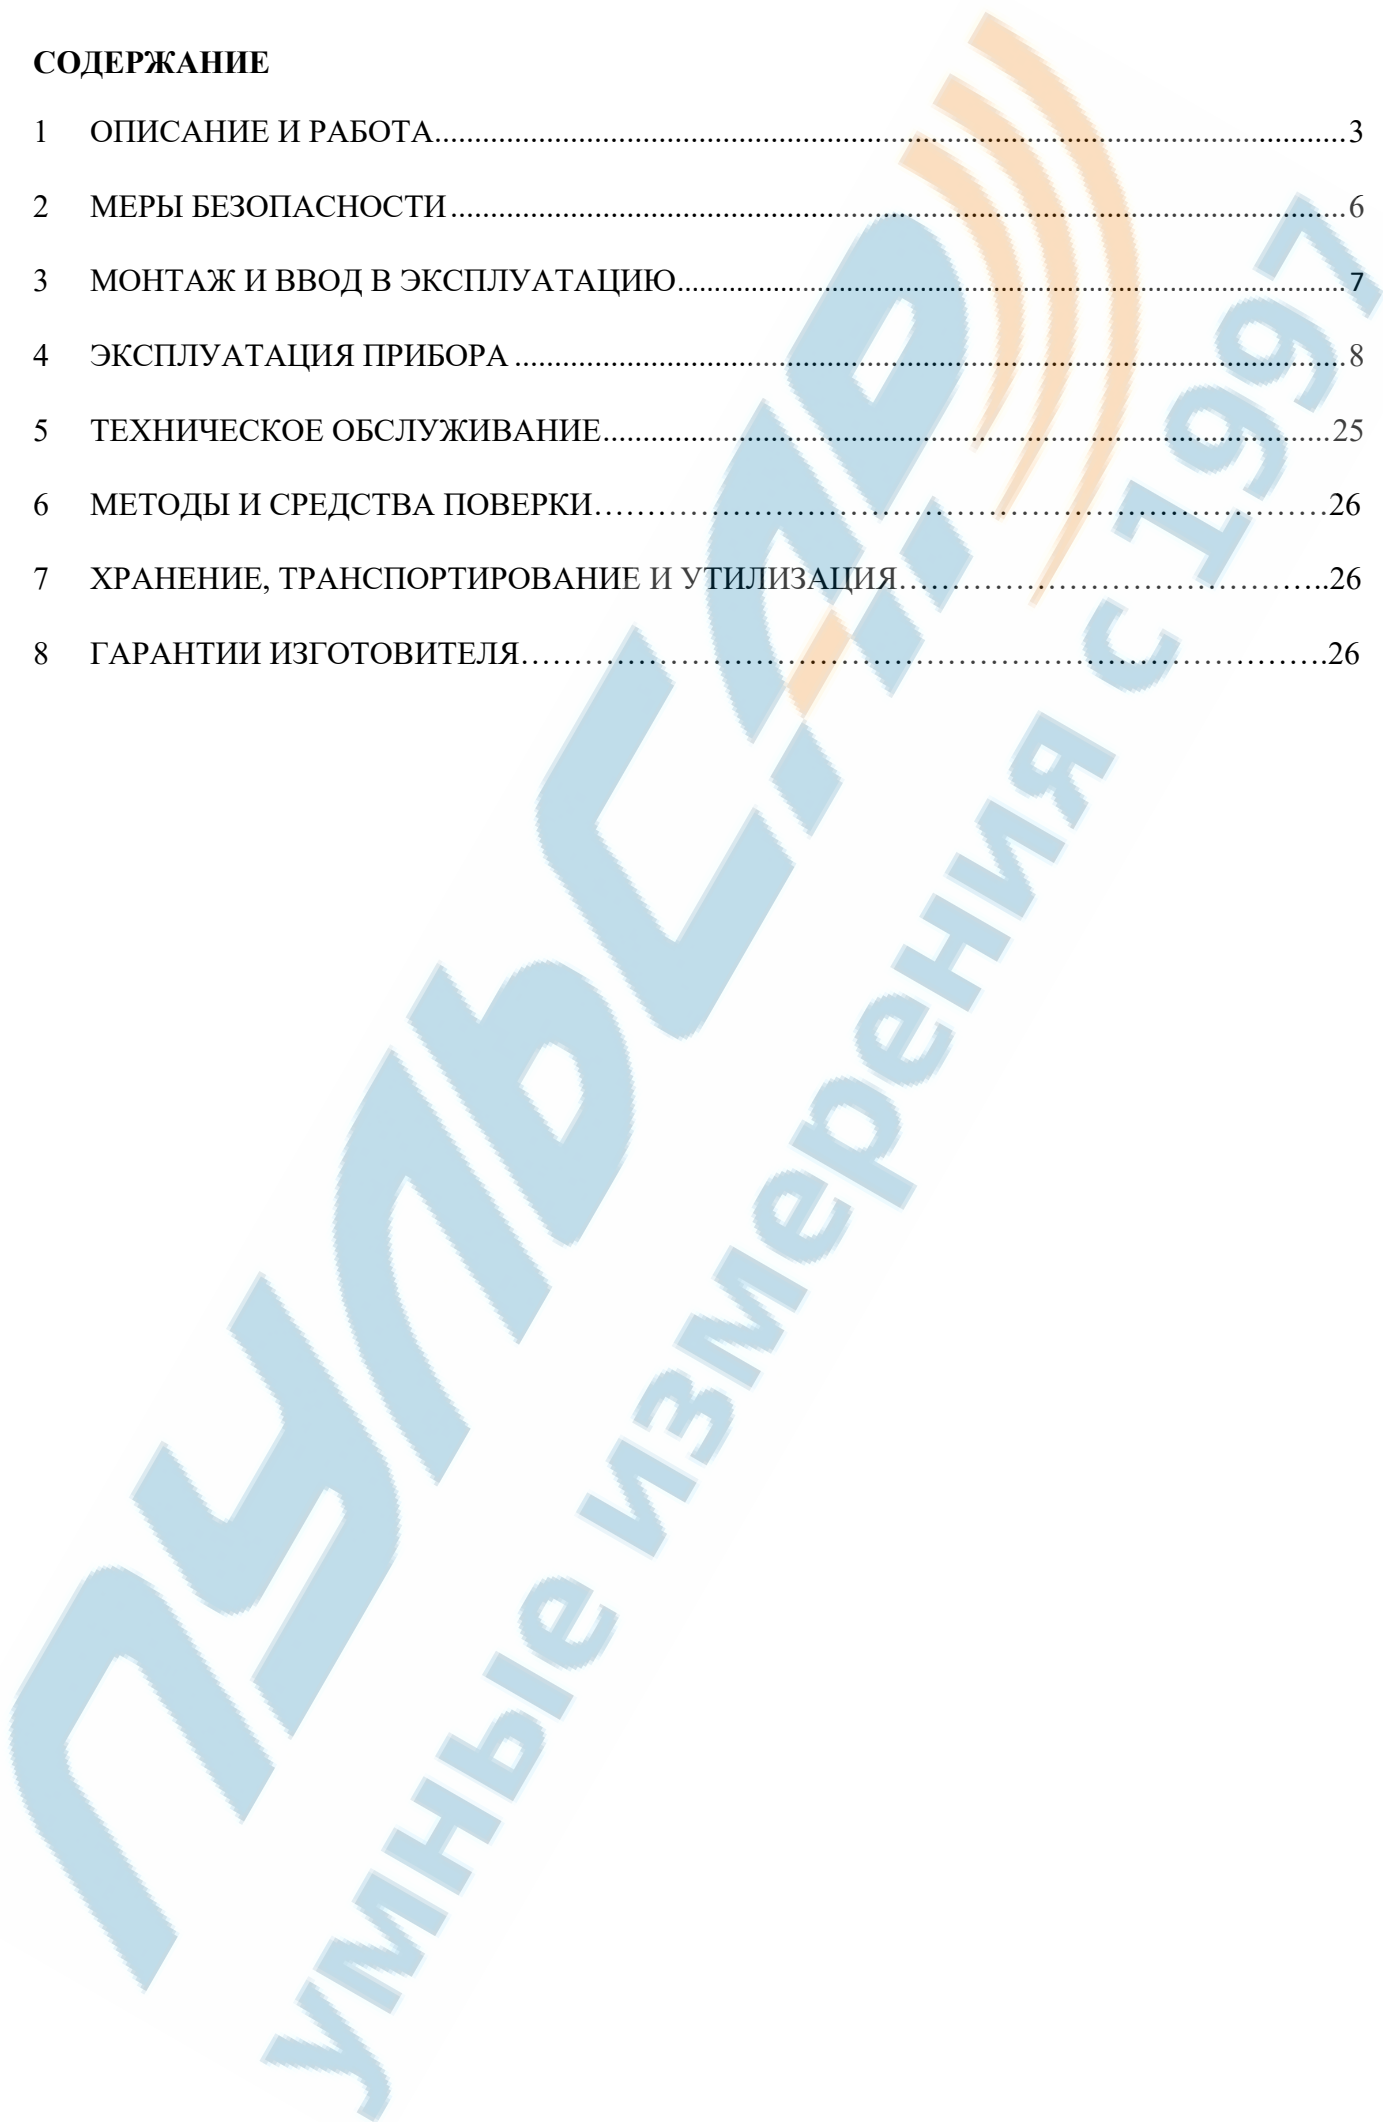 СОДЕРЖАНИЕ
1 ОПИСАНИЕ И РАБОТА 3
2 МЕРЫ БЕЗОПАСНОСТИ 6
3 МОНТАЖ И ВВОД В ЭКСПЛУАТАЦИЮ 7
4 ЭКСПЛУАТАЦИЯ ПРИБОРА 8
5 ТЕХНИЧЕСКОЕ ОБСЛУЖИВАНИЕ 25
6 МЕТОДЫ И СРЕДСТВА ПОВЕРКИ 26
7 ХРАНЕНИЕ, ТРАНСПОРТИРОВАНИЕ И УТИЛИЗАЦИЯ 26
8 ГАРАНТИИ ИЗГОТОВИТЕЛЯ 26
ПУЛЬСАР
умные измерения с 1997